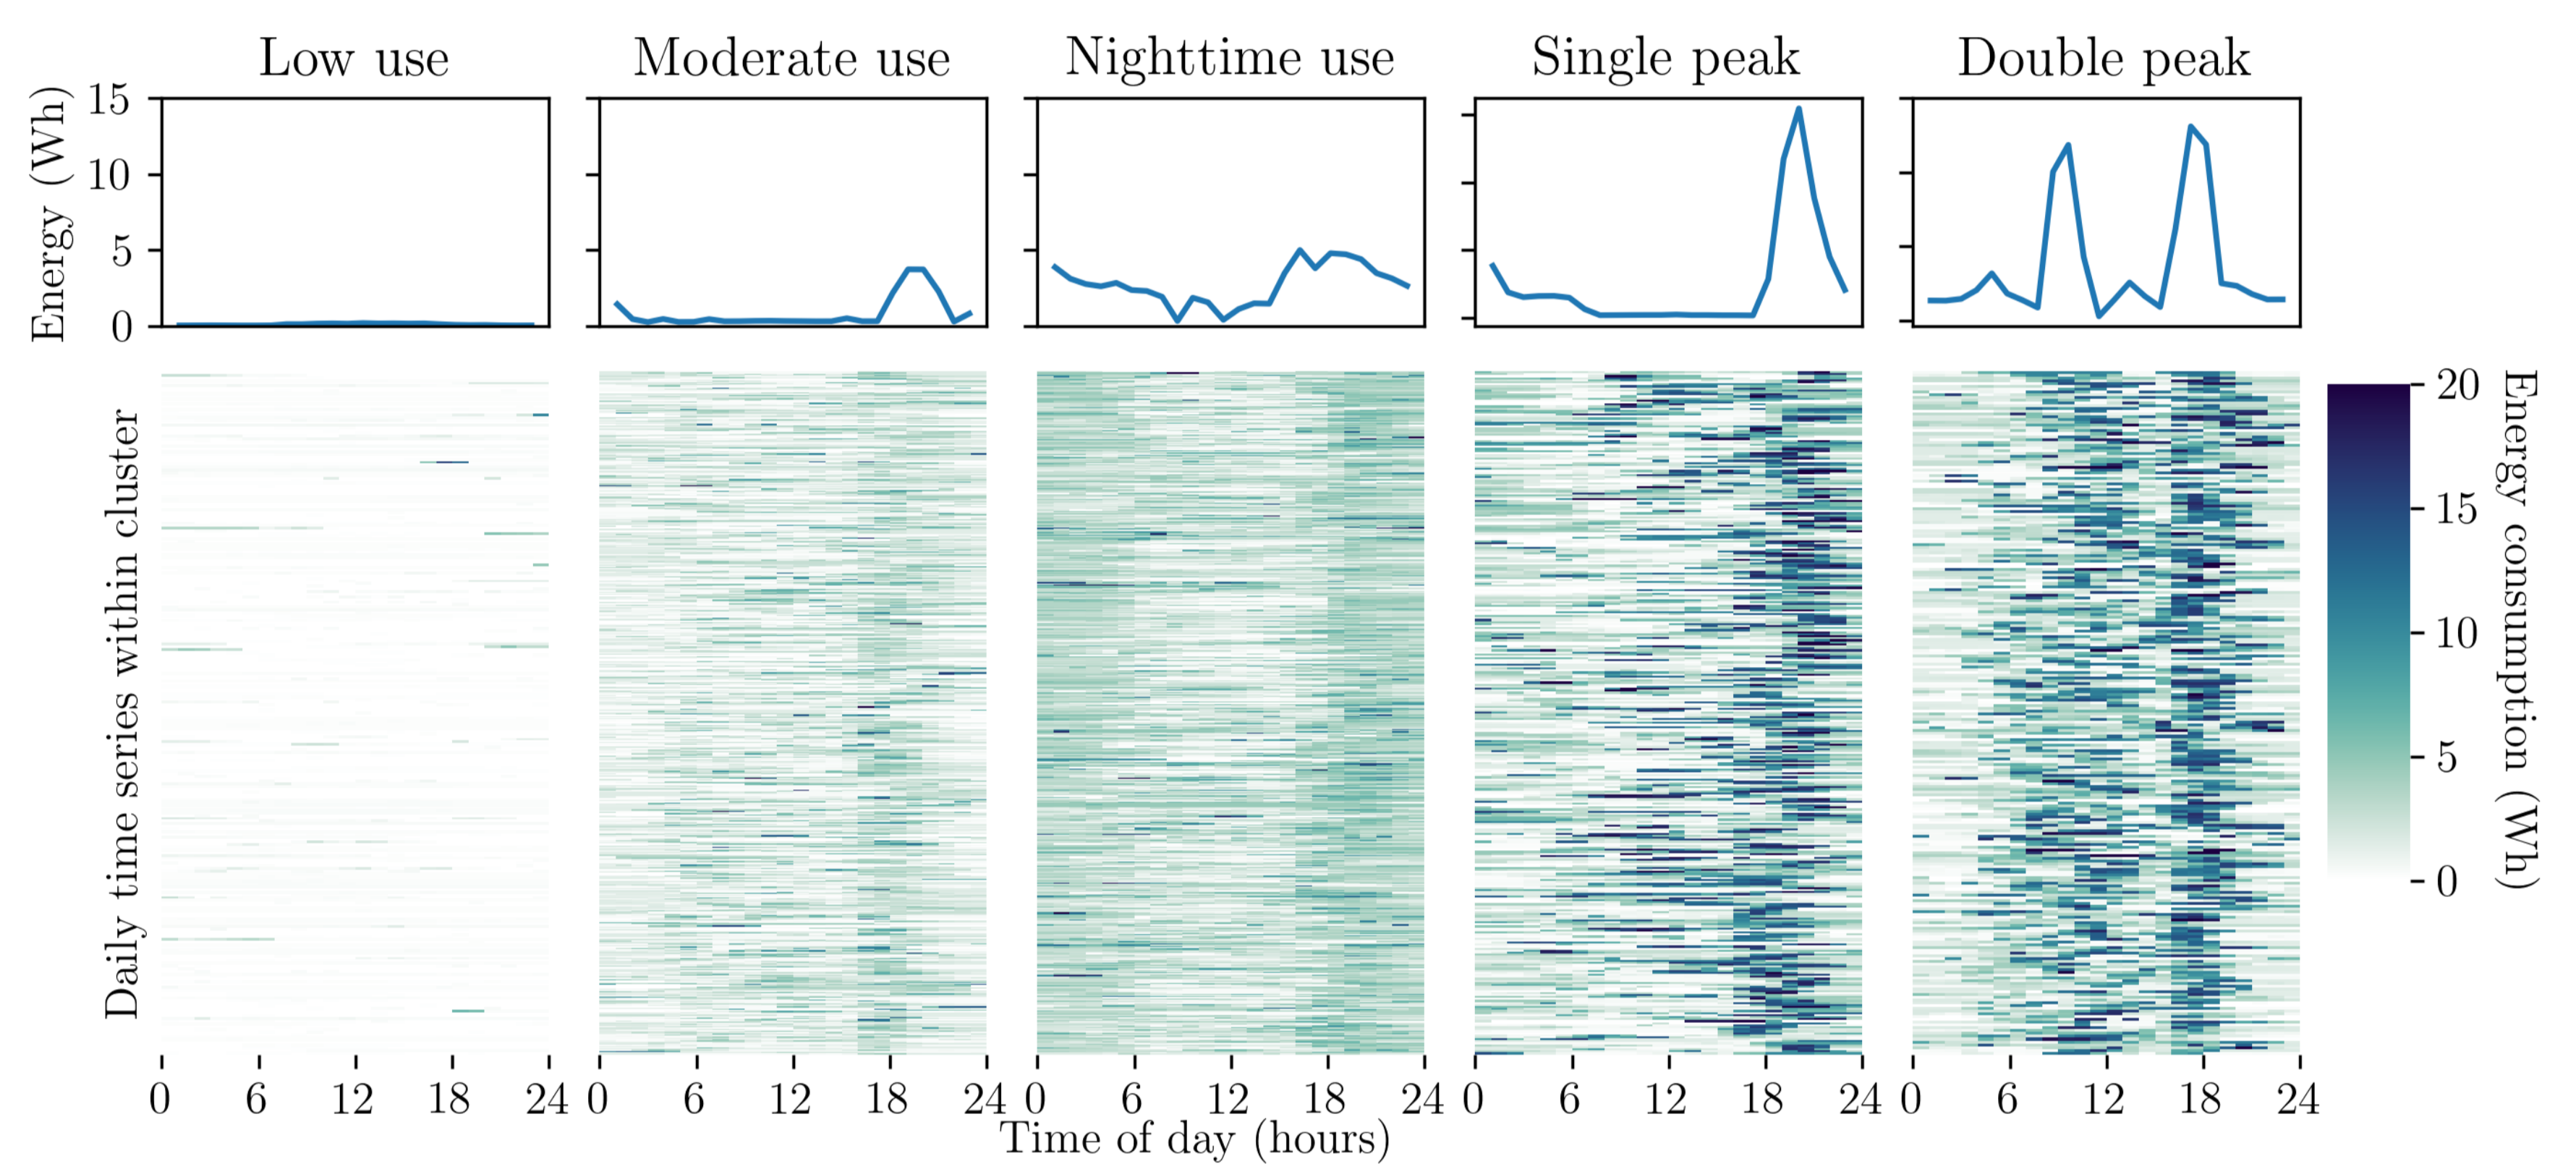 Low use
Moderate use
Nighttime use
Single peak
Double peak
Energy (Wh)
15
10
5
0
Daily time series within cluster
20
15
10
5
0
Energy consumption (Wh)
0 6 12 18 24 0 6 12 18 24 0 6 12 18 24 0 6 12 18 24 0 6 12 18 24
Time of day (hours)